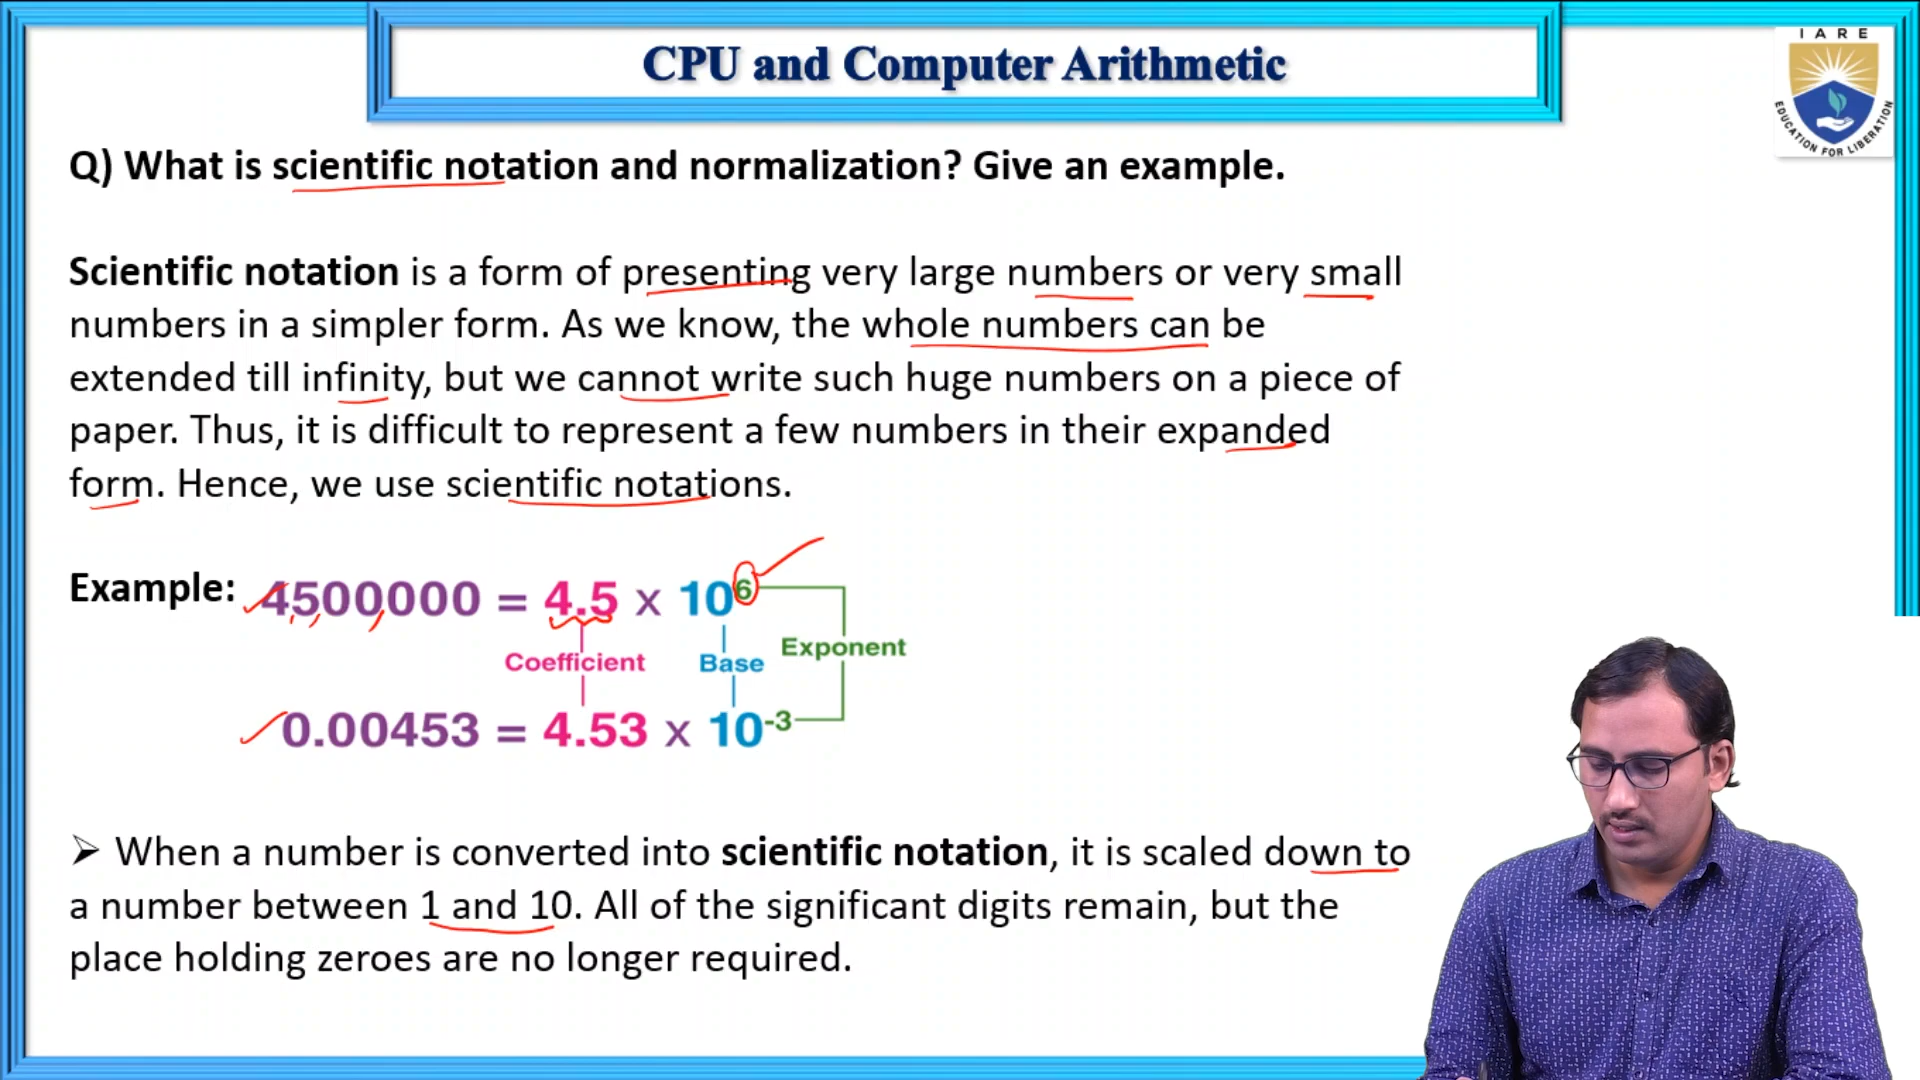 CPU and Computer Arithmetic
IARE
EDUCATION FOR LIBERATION
Q) What is scientific notation and normalization? Give an example.
Scientific notation is a form of presenting very large numbers or very small
numbers in a simpler form. As we know, the whole numbers can be
extended till infinity, but we cannot write such huge numbers on a piece of
paper. Thus, it is difficult to represent a few numbers in their expanded
form. Hence, we use scientific notations.
Example: 4500000 = 4.5 x 10⁶
Exponent
Coefficient Base
0.00453 = 4.53 x 10⁻³
➢ When a number is converted into scientific notation, it is scaled down to
a number between 1 and 10. All of the significant digits remain, but the
place holding zeroes are no longer required.